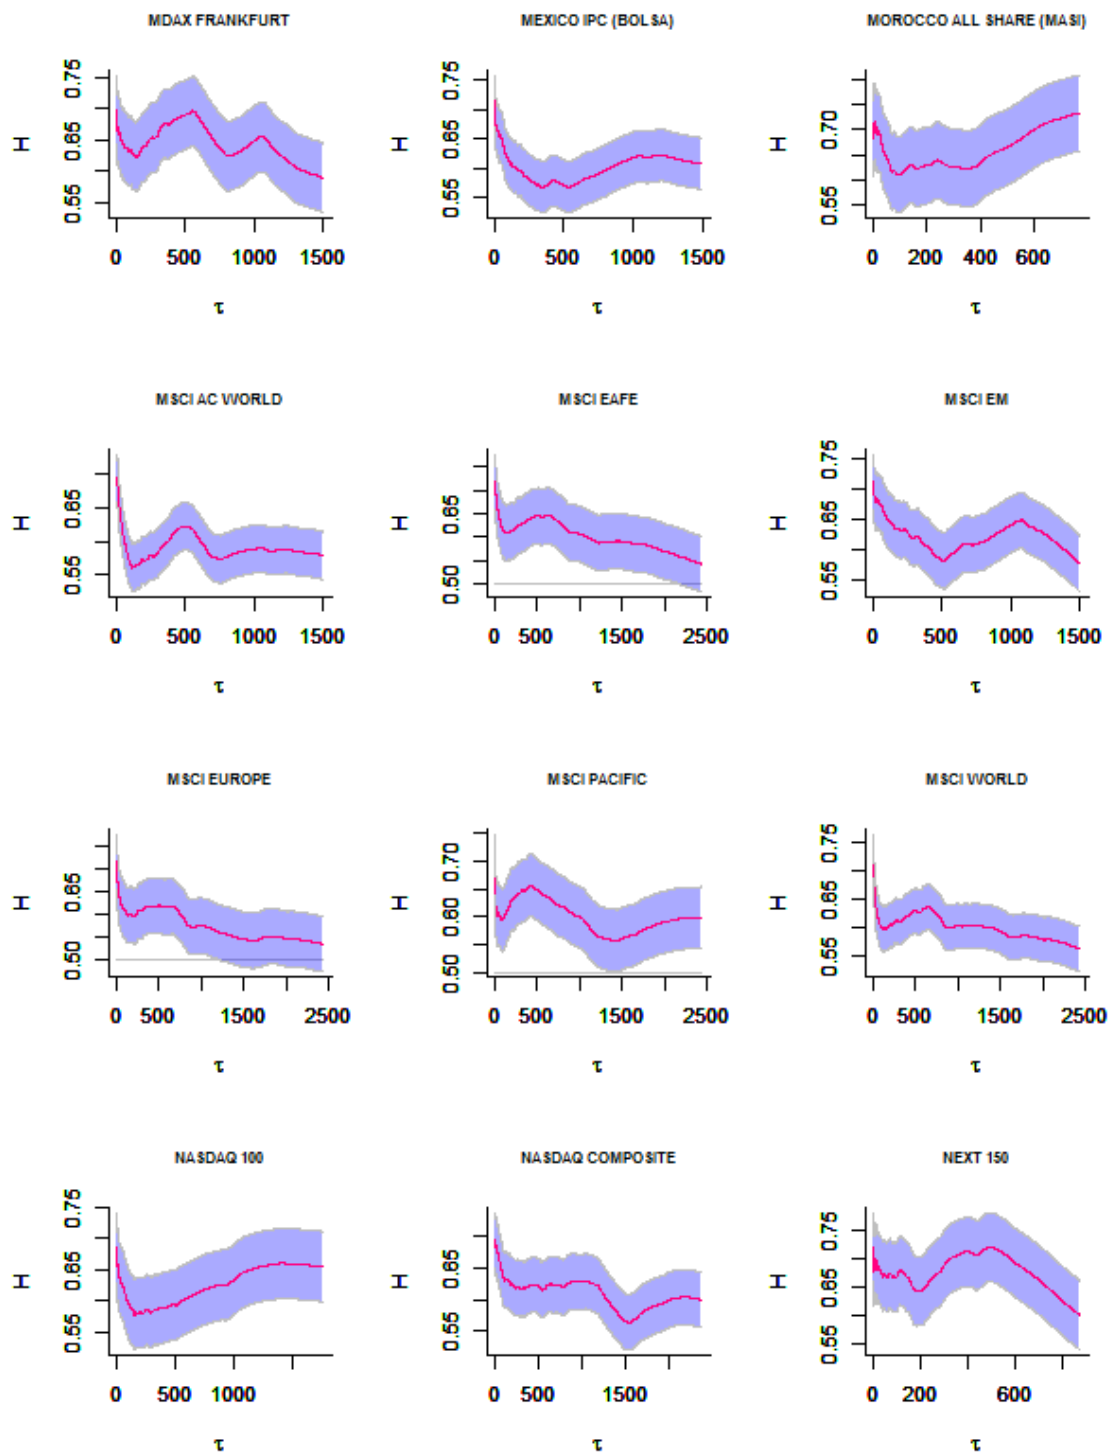 MDAX FRANKFURT
H
0.55 0.65 0.75
0 500 1000 1500
τ
MEXICO IPC (BOLSA)
H
0.55 0.65 0.75
0 500 1000 1500
τ
MOROCCO ALL SHARE (MASI)
H
0.55 0.70
0 200 400 600
τ
MSCI AC WORLD
H
0.55 0.65
0 500 1000 1500
τ
MSCI EAFE
H
0.50 0.65
0 500 1500 2500
τ
MSCI EM
H
0.55 0.65 0.75
0 500 1000 1500
τ
MSCI EUROPE
H
0.50 0.65
0 500 1500 2500
τ
MSCI PACIFIC
H
0.50 0.60 0.70
0 500 1500 2500
τ
MSCI WORLD
H
0.55 0.65 0.75
0 500 1500 2500
τ
NASDAQ 100
H
0.55 0.65 0.75
0 500 1000
τ
NASDAQ COMPOSITE
H
0.55 0.65
0 500 1500
τ
NEXT 150
H
0.55 0.65 0.75
0 200 600
τ